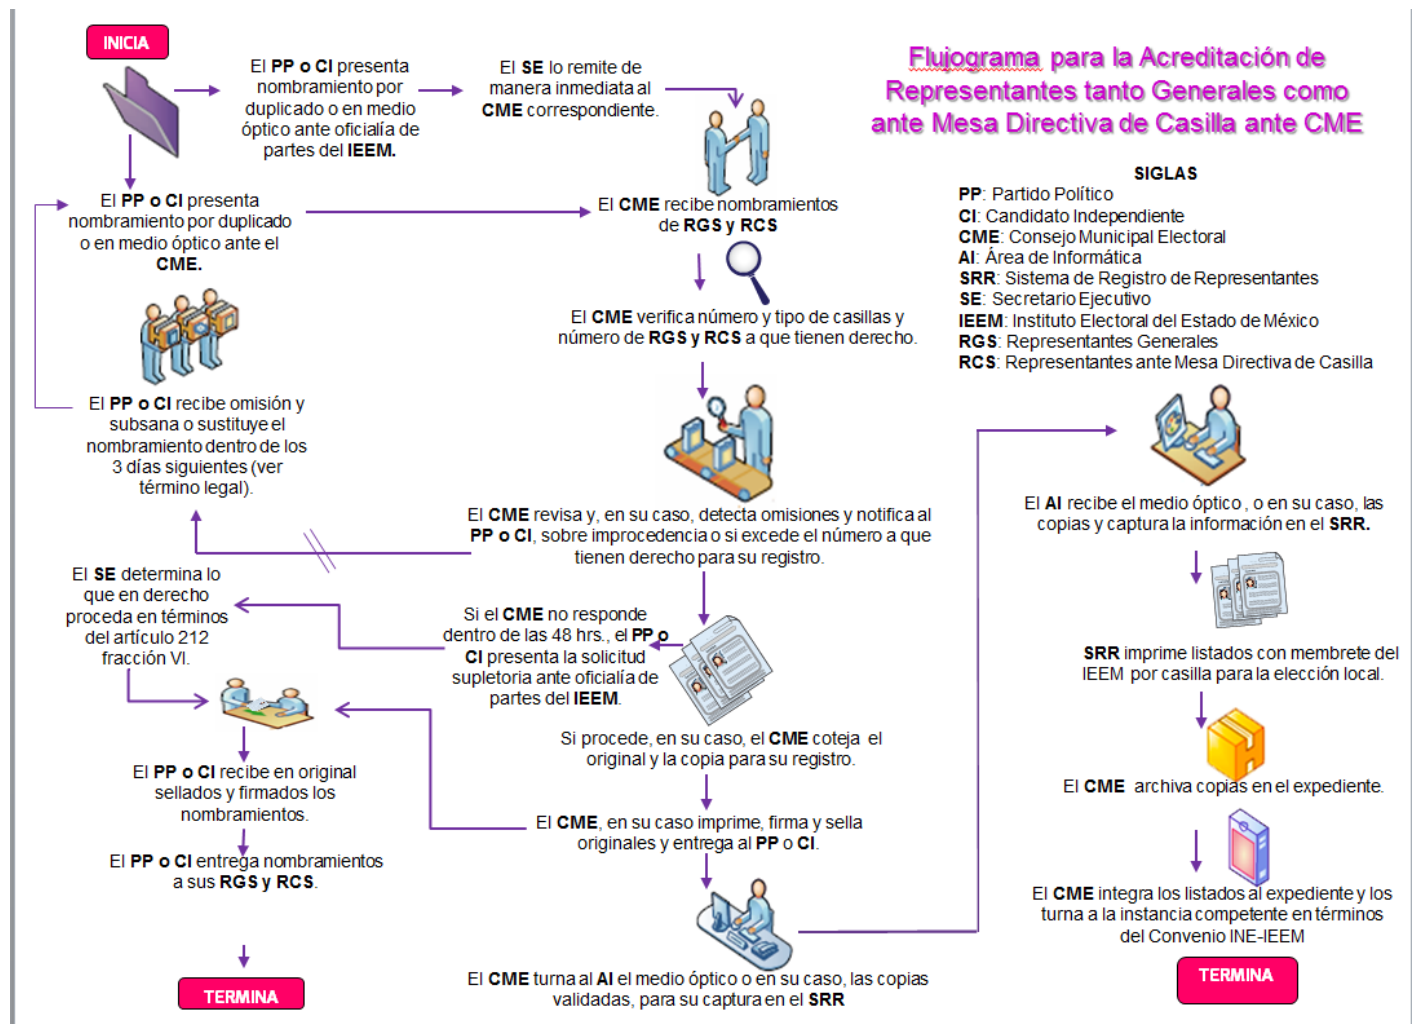 INICIA
El PP o CI presenta
nombramiento por
duplicado o en medio
óptico ante oficialía de
partes del IEEM.
El SE lo remite de
manera inmediata al
CME correspondiente.
Flujograma para la Acreditación de
Representantes tanto Generales como
ante Mesa Directiva de Casilla ante CME
SIGLAS
PP: Partido Político
CI: Candidato Independiente
CME: Consejo Municipal Electoral
AI: Área de Informática
SRR: Sistema de Registro de Representantes
SE: Secretario Ejecutivo
IEEM: Instituto Electoral del Estado de México
RGS: Representantes Generales
RCS: Representantes ante Mesa Directiva de Casilla
El PP o CI presenta
nombramiento por duplicado
o en medio óptico ante el
CME.
El CME recibe nombramientos
de RGS y RCS
El CME verifica número y tipo de casillas y
número de RGS y RCS a que tienen derecho.
El PP o CI recibe omisión y
subsana o sustituye el
nombramiento dentro de los
3 días siguientes (ver
término legal).
El CME revisa y, en su caso, detecta omisiones y notifica al
PP o CI, sobre improcedencia o si excede el número a que
tienen derecho para su registro.
El SE determina lo
que en derecho
proceda en términos
del artículo 212
fracción VI.
Si el CME no responde
dentro de las 48 hrs., el PP o
CI presenta la solicitud
supletoria ante oficialía de
partes del IEEM.
Si procede, en su caso, el CME coteja el
original y la copia para su registro.
El PP o CI recibe en original
sellados y firmados los
nombramientos.
El CME, en su caso imprime, firma y sella
originales y entrega al PP o CI.
El PP o CI entrega nombramientos
a sus RGS y RCS.
TERMINA
El CME turna al AI el medio óptico o en su caso, las copias
validadas, para su captura en el SRR
El AI recibe el medio óptico , o en su caso, las
copias y captura la información en el SRR.
SRR imprime listados con membrete del
IEEM por casilla para la elección local.
El CME archiva copias en el expediente.
El CME integra los listados al expediente y los
turna a la instancia competente en términos
del Convenio INE-IEEM
TERMINA